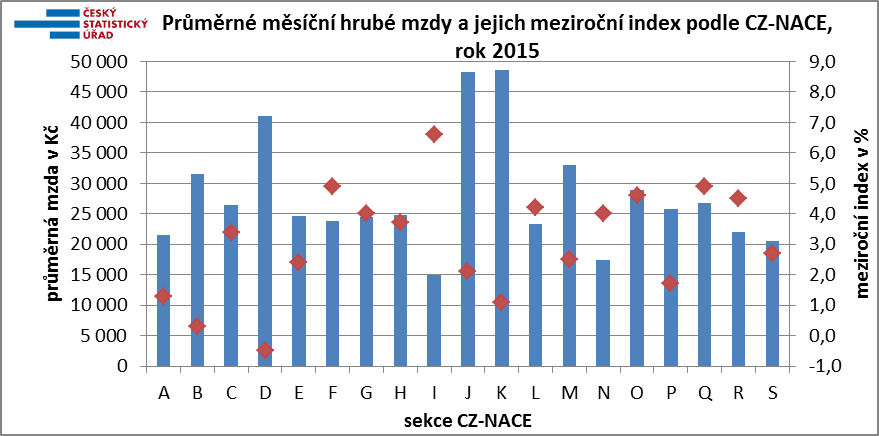 ČESKÝ
STATISTICKÝ
ÚŘAD
Průměrné měsíční hrubé mzdy a jejich meziroční index podle CZ-NACE,
rok 2015
průměrná mzda v Kč
50 000
45 000
40 000
35 000
30 000
25 000
20 000
15 000
10 000
5 000
0
9,0
8,0
7,0
6,0
5,0
4,0
3,0
2,0
1,0
0,0
-1,0
meziroční index v %
A B C D E F G H I J K L M N O P Q R S
sekce CZ-NACE